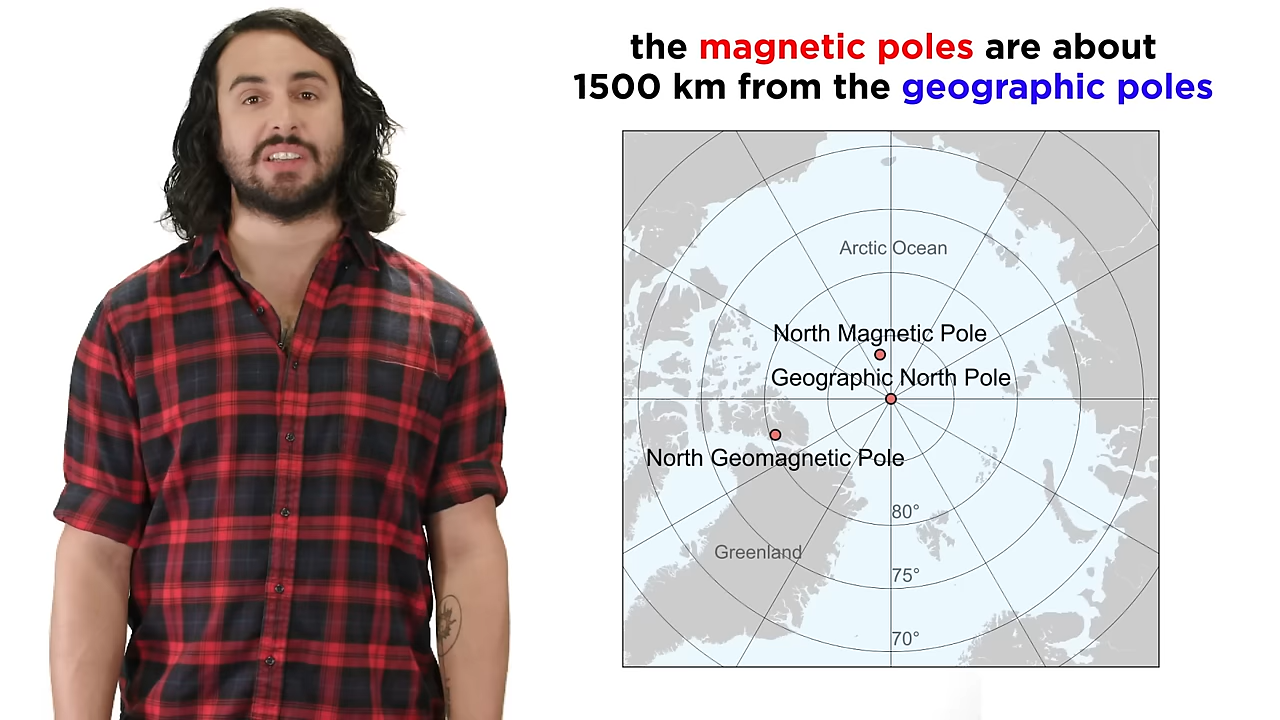 the magnetic poles are about
1500 km from the geographic poles
Arctic Ocean
North Magnetic Pole
Geographic North Pole
North Geomagnetic Pole
80°
Greenland
75°
70°